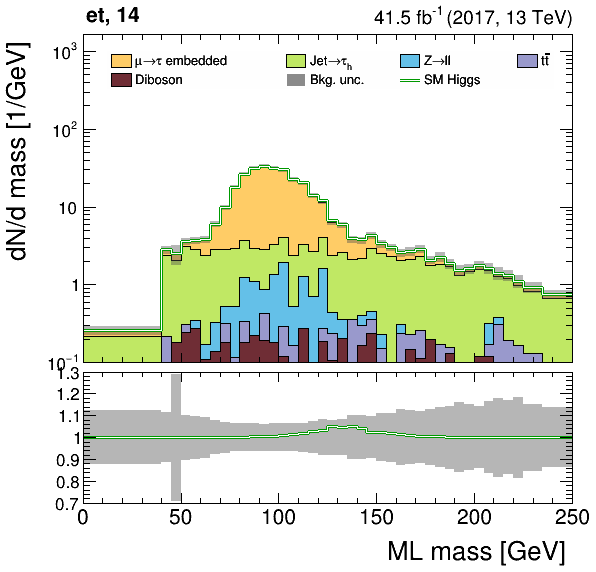 et, 14
41.5 fb⁻¹ (2017, 13 TeV)
dN/d mass [1/GeV]
10³
10²
10
1
10⁻¹
μ→τ embedded
Jet→τₕ
Z→ll
tt̄
Diboson
Bkg. unc.
SM Higgs
1.3
1.2
1.1
1
0.9
0.8
0.7
0 50 100 150 200 250
ML mass [GeV]